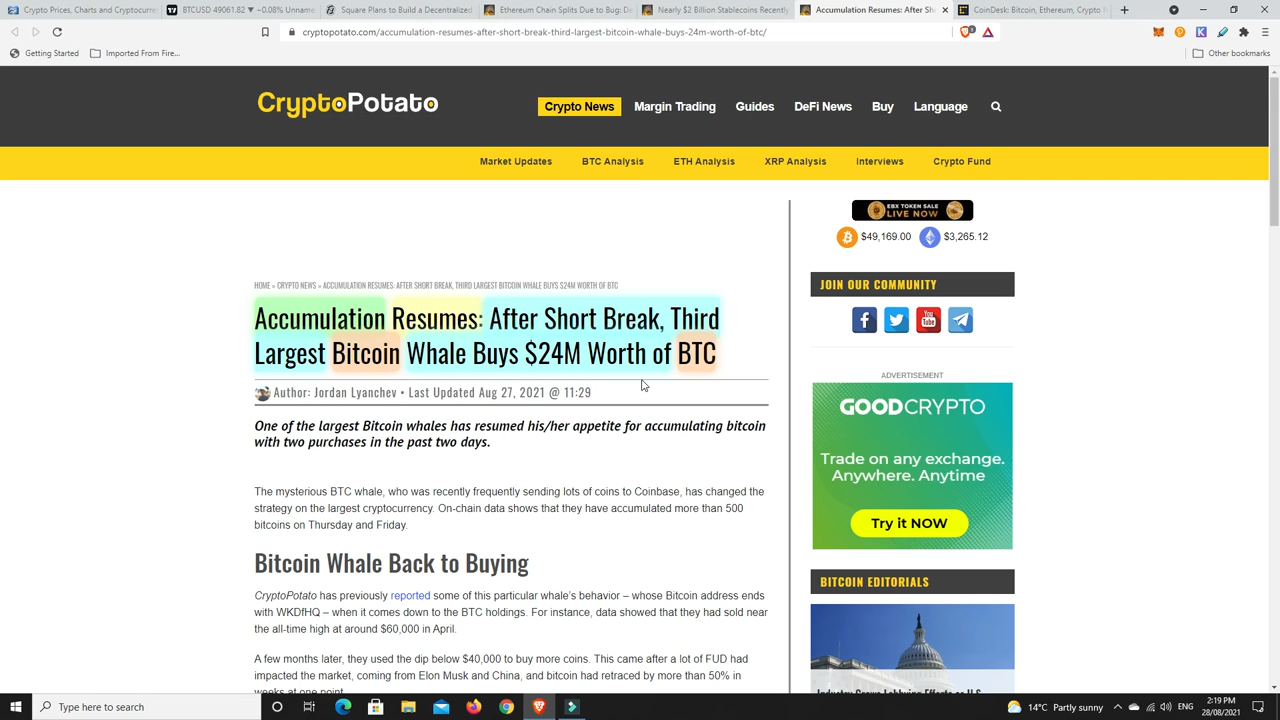 Crypto Prices, Charts and Cryptocurr
BTCUSD 49061.82 ▼ −0.08% Unname
Square Plans to Build a Decentralized
Ethereum Chain Splits Due to Bug: De
Nearly $2 Billion Stablecoins Recently
Accumulation Resumes: After Sh
CoinDesk: Bitcoin, Ethereum, Crypto
cryptopotato.com/accumulation-resumes-after-short-break-third-largest-bitcoin-whale-buys-24m-worth-of-btc/
Getting Started
Imported From Fire...
Other bookmarks
CryptoPotato
Crypto News
Margin Trading
Guides
DeFi News
Buy
Language
Market Updates
BTC Analysis
ETH Analysis
XRP Analysis
Interviews
Crypto Fund
EBX TOKEN SALE
LIVE NOW
$49,169.00
$3,265.12
HOME » CRYPTO NEWS » ACCUMULATION RESUMES: AFTER SHORT BREAK, THIRD LARGEST BITCOIN WHALE BUYS $24M WORTH OF BTC
Accumulation Resumes: After Short Break, Third
Largest Bitcoin Whale Buys $24M Worth of BTC
Author: Jordan Lyanchev • Last Updated Aug 27, 2021 @ 11:29
One of the largest Bitcoin whales has resumed his/her appetite for accumulating bitcoin
with two purchases in the past two days.
The mysterious BTC whale, who was recently frequently sending lots of coins to Coinbase, has changed the
strategy on the largest cryptocurrency. On-chain data shows that they have accumulated more than 500
bitcoins on Thursday and Friday.
Bitcoin Whale Back to Buying
CryptoPotato has previously reported some of this particular whale's behavior – whose Bitcoin address ends
with WKDfHQ – when it comes down to the BTC holdings. For instance, data showed that they had sold near
the all-time high at around $60,000 in April.
A few months later, they used the dip below $40,000 to buy more coins. This came after a lot of FUD had
impacted the market, coming from Elon Musk and China, and bitcoin had retraced by more than 50% in
weeks at one point.
JOIN OUR COMMUNITY
You
Tube
ADVERTISEMENT
GOODCRYPTO
Trade on any exchange.
Anywhere. Anytime
Try it NOW
BITCOIN EDITORIALS
Industry Grows Lobbying Efforts as U.S.
Type here to search
14°C Partly sunny
ENG
2:19 PM
28/08/2021